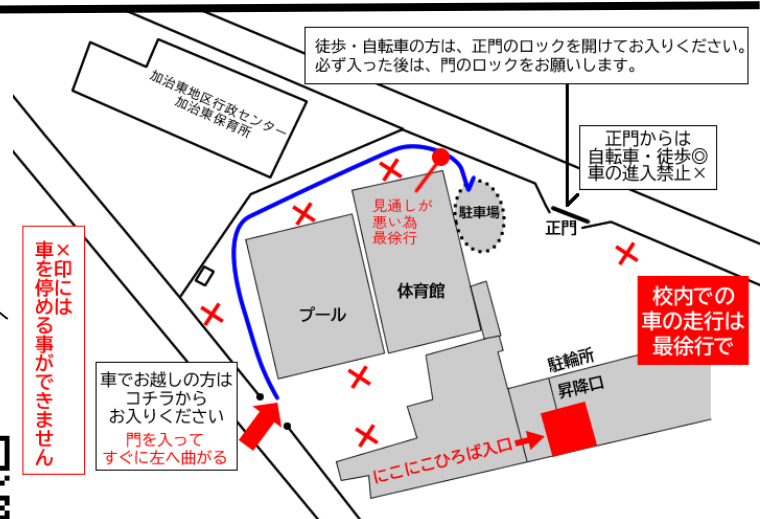 徒歩・自転車の方は、正門のロックを開けてお入りください。
必ず入った後は、門のロックをお願いします。
加治東地区行政センター
加治東保育所
正門からは
自転車・徒歩◎
車の進入禁止×
見通しが
悪い為
最徐行
駐車場
正門
×印には
車を停める事ができません
プール
体育館
校内での
車の走行は
最徐行で
車でお越しの方は
コチラから
お入りください
門を入って
すぐに左へ曲がる
駐輪所
昇降口
にこにこひろば入口